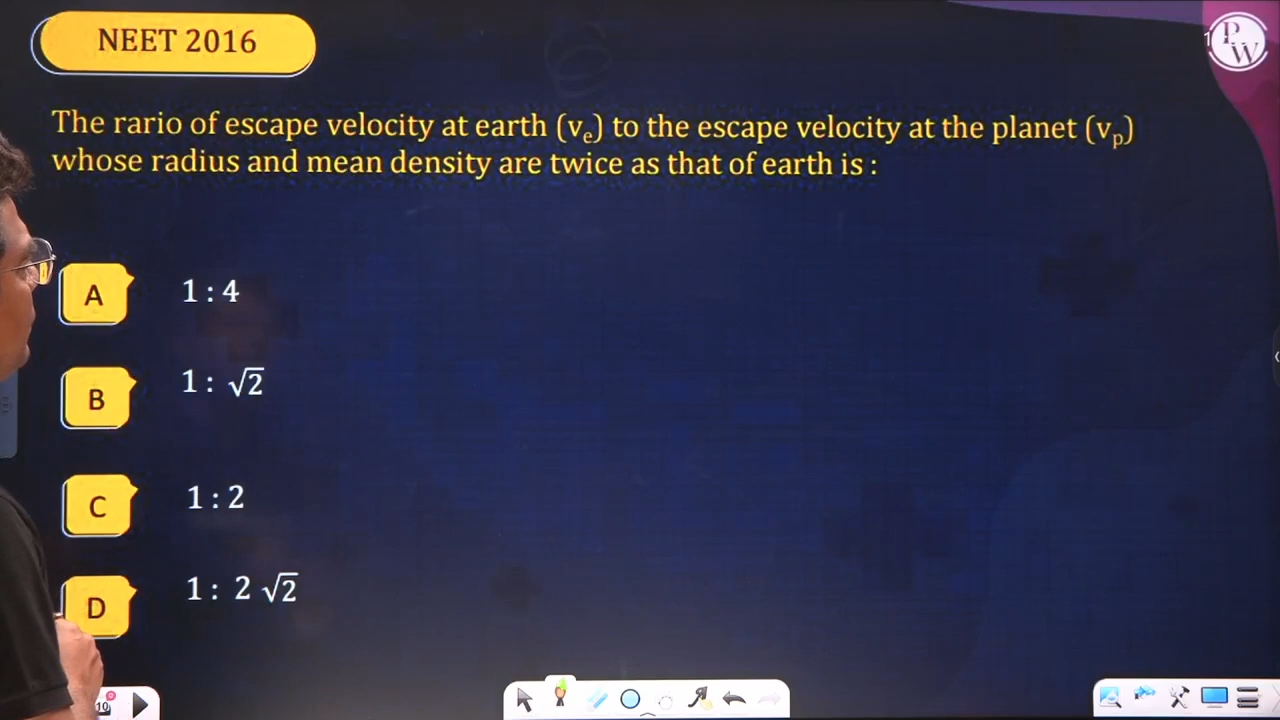 NEET 2016
PW
The rario of escape velocity at earth (vₑ) to the escape velocity at the planet (vₚ)
whose radius and mean density are twice as that of earth is :
A 1 : 4
B 1 : √2
C 1 : 2
D 1 : 2 √2
10